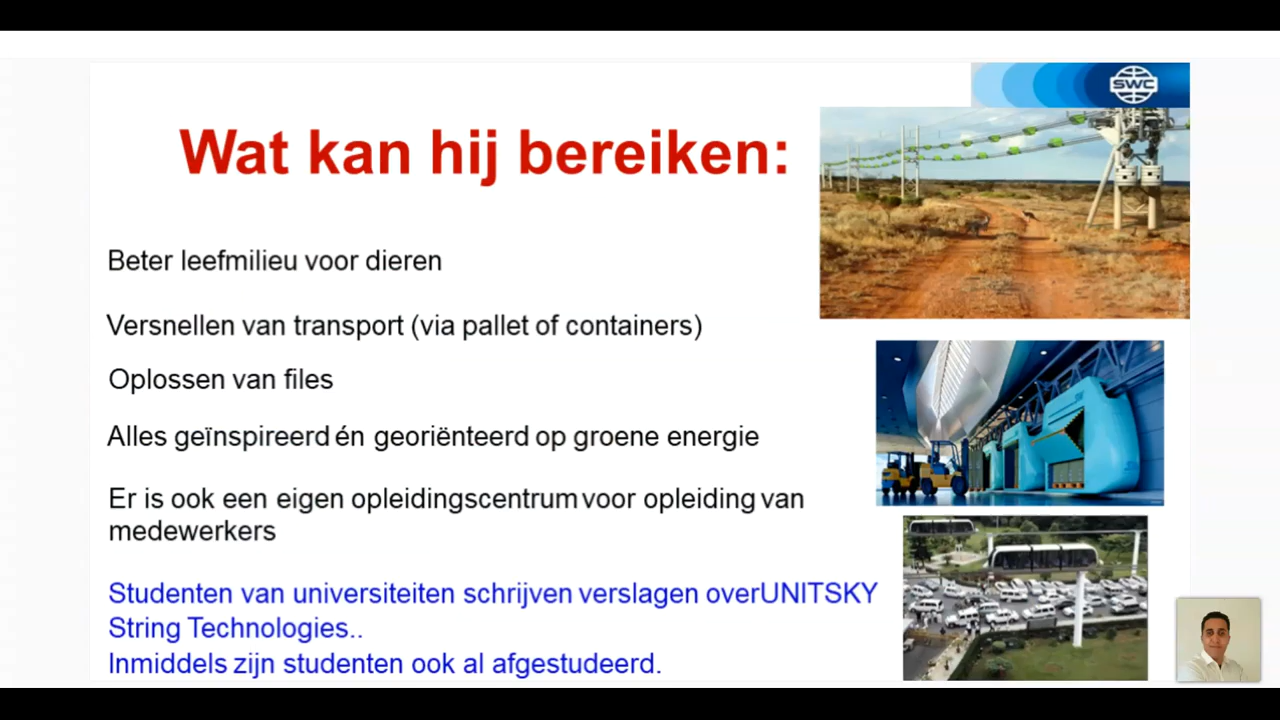 SWC
Wat kan hij bereiken:
Beter leefmilieu voor dieren
Versnellen van transport (via pallet of containers)
Oplossen van files
Alles geïnspireerd én georiënteerd op groene energie
Er is ook een eigen opleidingscentrum voor opleiding van
medewerkers
Studenten van universiteiten schrijven verslagen overUNITSKY
String Technologies..
Inmiddels zijn studenten ook al afgestudeerd.